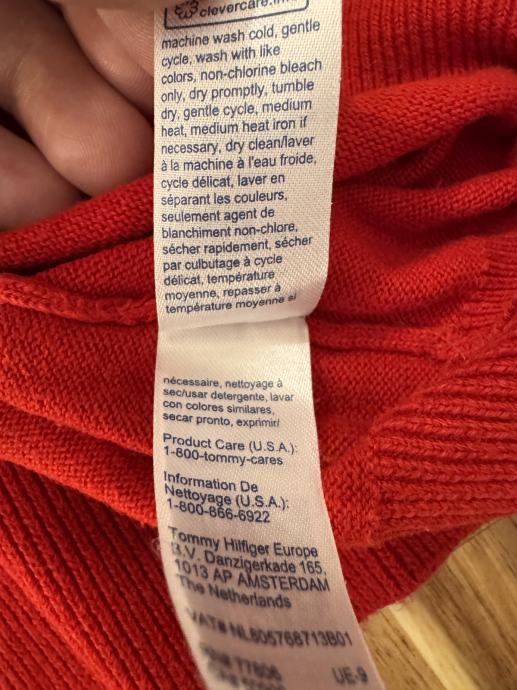 clevercare.info
machine wash cold, gentle
cycle, wash with like
colors, non-chlorine bleach
only, dry promptly, tumble
dry, gentle cycle, medium
heat, medium heat iron if
necessary, dry clean/laver
à la machine à l'eau froide,
cycle délicat, laver en
séparant les couleurs,
seulement agent de
blanchiment non-chlore,
sécher rapidement, sécher
par culbutage à cycle
délicat, température
moyenne, repasser à
température moyenne si
nécessaire, nettoyage à
sec/usar detergente, lavar
con colores similares,
secar pronto, exprimir/
Product Care (U.S.A.):
1-800-tommy-cares
Information De
Nettoyage (U.S.A.):
1-800-866-6922
Tommy Hilfiger Europe
B.V. Danzigerkade 165,
1013 AP AMSTERDAM
The Netherlands
VAT# NL805768713B01
77806
UE-9